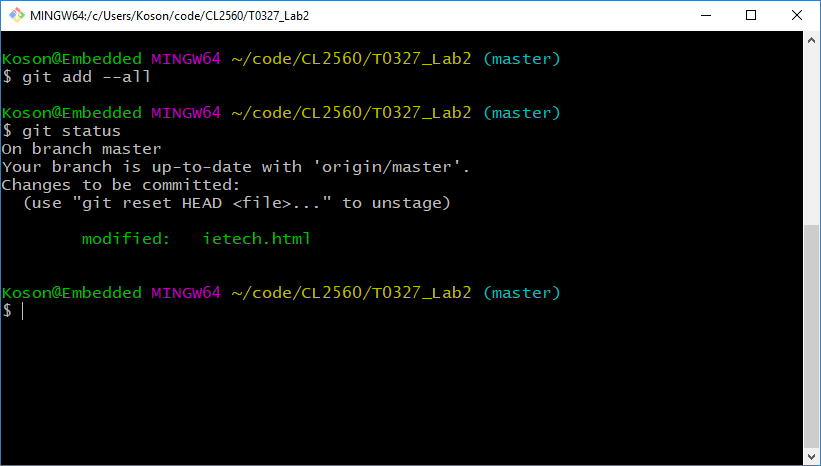 MINGW64:/c/Users/Koson/code/CL2560/T0327_Lab2
Koson@Embedded MINGW64 ~/code/CL2560/T0327_Lab2 (master)
$ git add --all
Koson@Embedded MINGW64 ~/code/CL2560/T0327_Lab2 (master)
$ git status
On branch master
Your branch is up-to-date with 'origin/master'.
Changes to be committed:
  (use "git reset HEAD <file>..." to unstage)
        modified:   ietech.html
Koson@Embedded MINGW64 ~/code/CL2560/T0327_Lab2 (master)
$